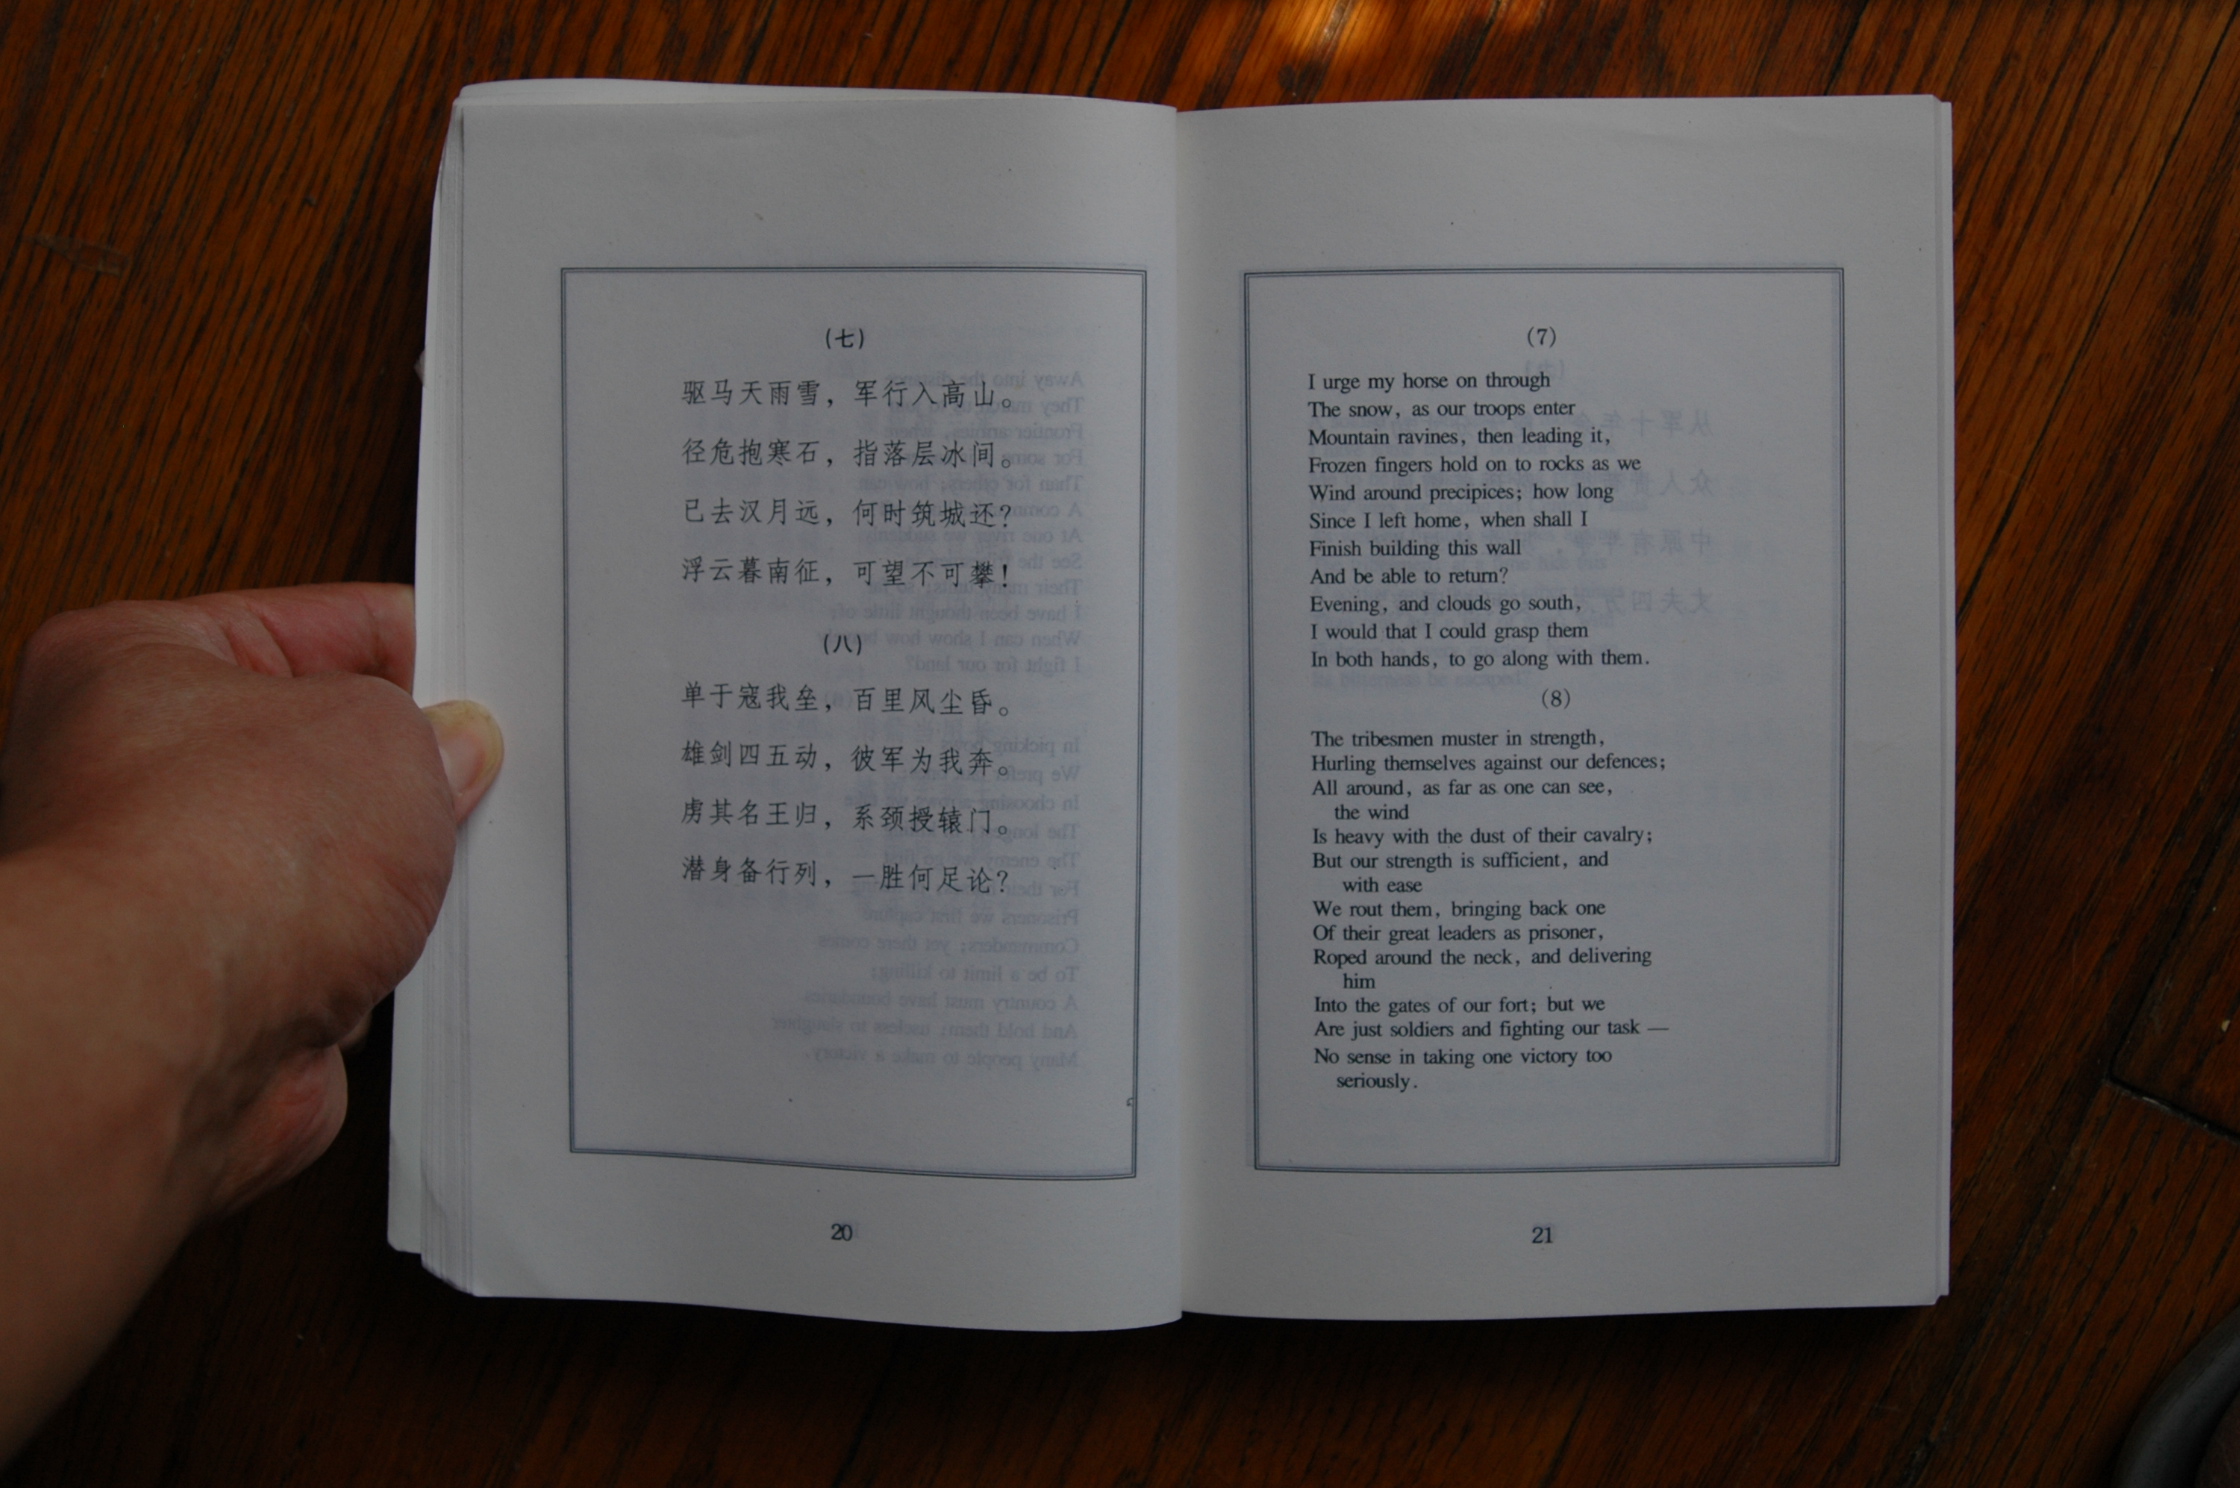 (七)
驱马天雨雪，军行入高山。
径危抱寒石，指落层冰间。
已去汉月远，何时筑城还？
浮云暮南征，可望不可攀！
(八)
单于寇我垒，百里风尘昏。
雄剑四五动，彼军为我奔。
虏其名王归，系颈授辕门。
潜身备行列，一胜何足论？
20
(7)
I urge my horse on through
The snow, as our troops enter
Mountain ravines, then leading it,
Frozen fingers hold on to rocks as we
Wind around precipices; how long
Since I left home, when shall I
Finish building this wall
And be able to return?
Evening, and clouds go south,
I would that I could grasp them
In both hands, to go along with them.
(8)
The tribesmen muster in strength,
Hurling themselves against our defences;
All around, as far as one can see,
the wind
Is heavy with the dust of their cavalry;
But our strength is sufficient, and
with ease
We rout them, bringing back one
Of their great leaders as prisoner,
Roped around the neck, and delivering
him
Into the gates of our fort; but we
Are just soldiers and fighting our task —
No sense in taking one victory too
seriously.
21